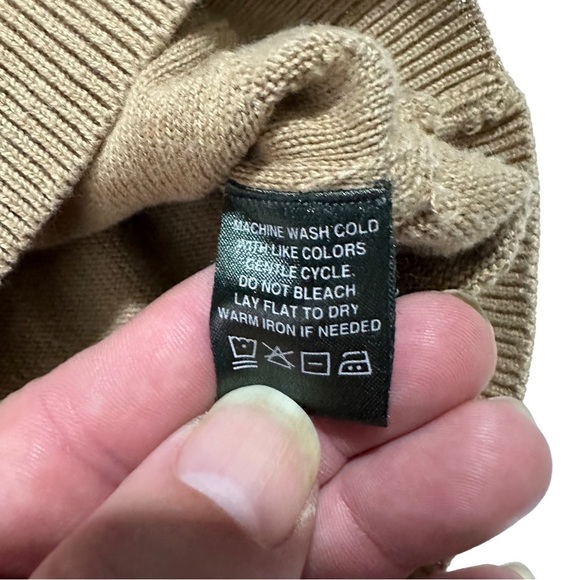 MACHINE WASH COLD
WITH LIKE COLORS
GENTLE CYCLE.
DO NOT BLEACH
LAY FLAT TO DRY
WARM IRON IF NEEDED